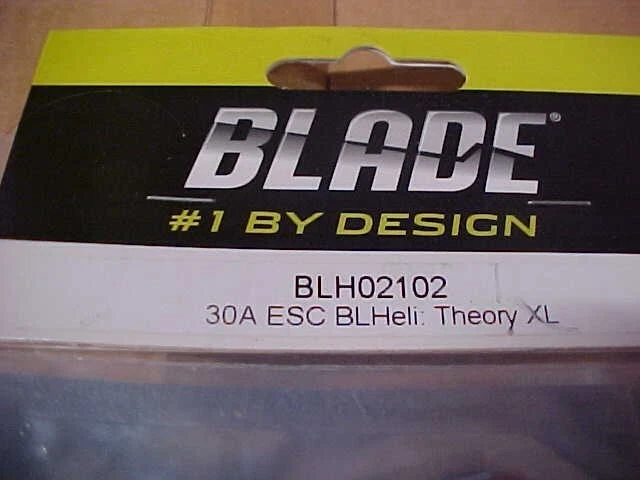 BLADE®
#1 BY DESIGN
BLH02102
30A ESC BLHeli: Theory XL